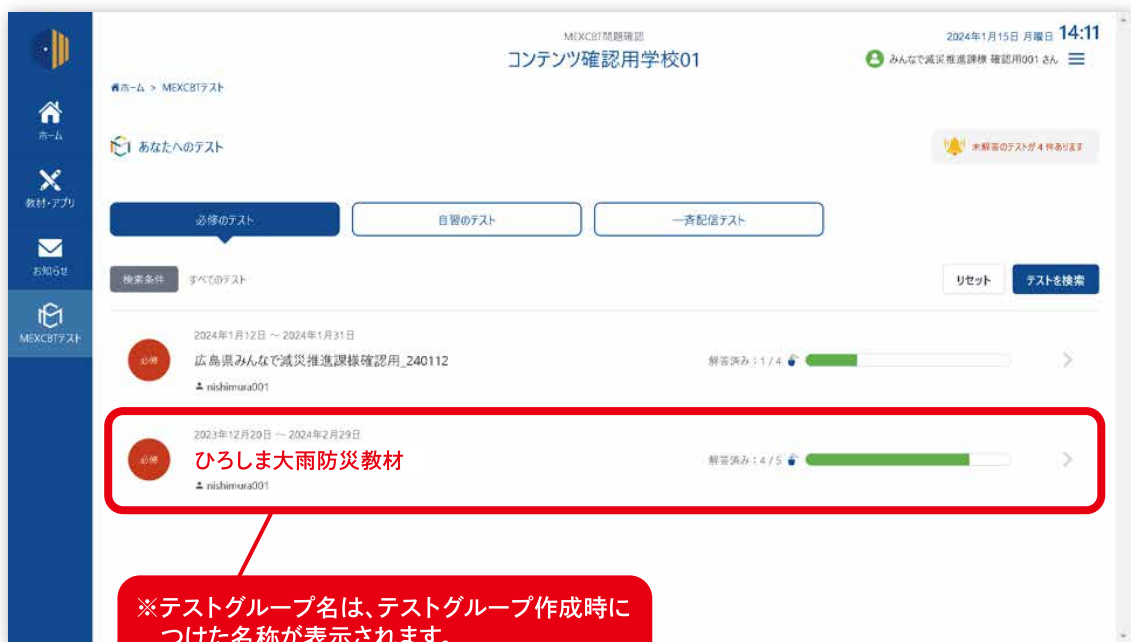 MEXCBT問題確認
コンテンツ確認用学校01
2024年1月15日 月曜日 14:11
みんなで減災推進課様 確認用001 さん
ホーム > MEXCBTテスト
ホーム
教材・アプリ
お知らせ
MEXCBTテスト
あなたへのテスト
未解答のテストが 4 件あります
必修のテスト
自習のテスト
一斉配信テスト
検索条件 すべてのテスト
リセット
テストを検索
必修
2024年1月12日 ～ 2024年1月31日
広島県みんなで減災推進課様確認用_240112
nishimura001
解答済み：1 / 4
必修
2023年12月20日 ～ 2024年2月29日
ひろしま大雨防災教材
nishimura001
解答済み：4 / 5
※テストグループ名は、テストグループ作成時に
つけた名称が表示されます。